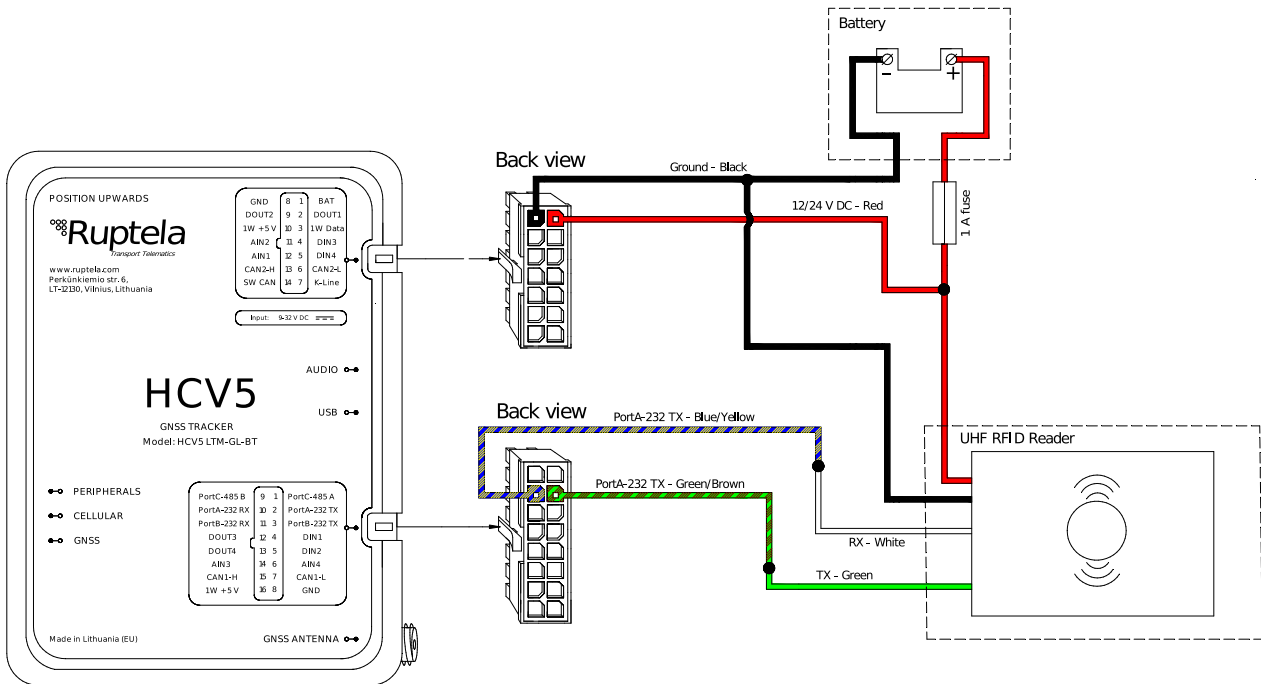 Battery
-
+
Back view
Ground - Black
12/24 V DC - Red
1 A fuse
POSITION UPWARDS
Ruptela
Transport Telematics
www.ruptela.com
Perkūnkiemio str. 6,
LT-12130, Vilnius, Lithuania
GND 8 1 BAT
DOUT2 9 2 DOUT1
1W +5 V 10 3 1W Data
AIN2 11 4 DIN3
AIN1 12 5 DIN4
CAN2-H 13 6 CAN2-L
SW CAN 14 7 K-Line
Input: 9-32 V DC
AUDIO
HCV5
USB
GNSS TRACKER
Model: HCV5 LTM-GL-BT
Back view
PortA-232 TX - Blue/Yellow
PortA-232 TX - Green/Brown
UHF RFID Reader
RX - White
TX - Green
PERIPHERALS
CELLULAR
GNSS
PortC-485 B 9 1 PortC-485 A
PortA-232 RX 10 2 PortA-232 TX
PortB-232 RX 11 3 PortB-232 TX
DOUT3 12 4 DIN1
DOUT4 13 5 DIN2
AIN3 14 6 AIN4
CAN1-H 15 7 CAN1-L
1W +5 V 16 8 GND
Made in Lithuania (EU)
GNSS ANTENNA